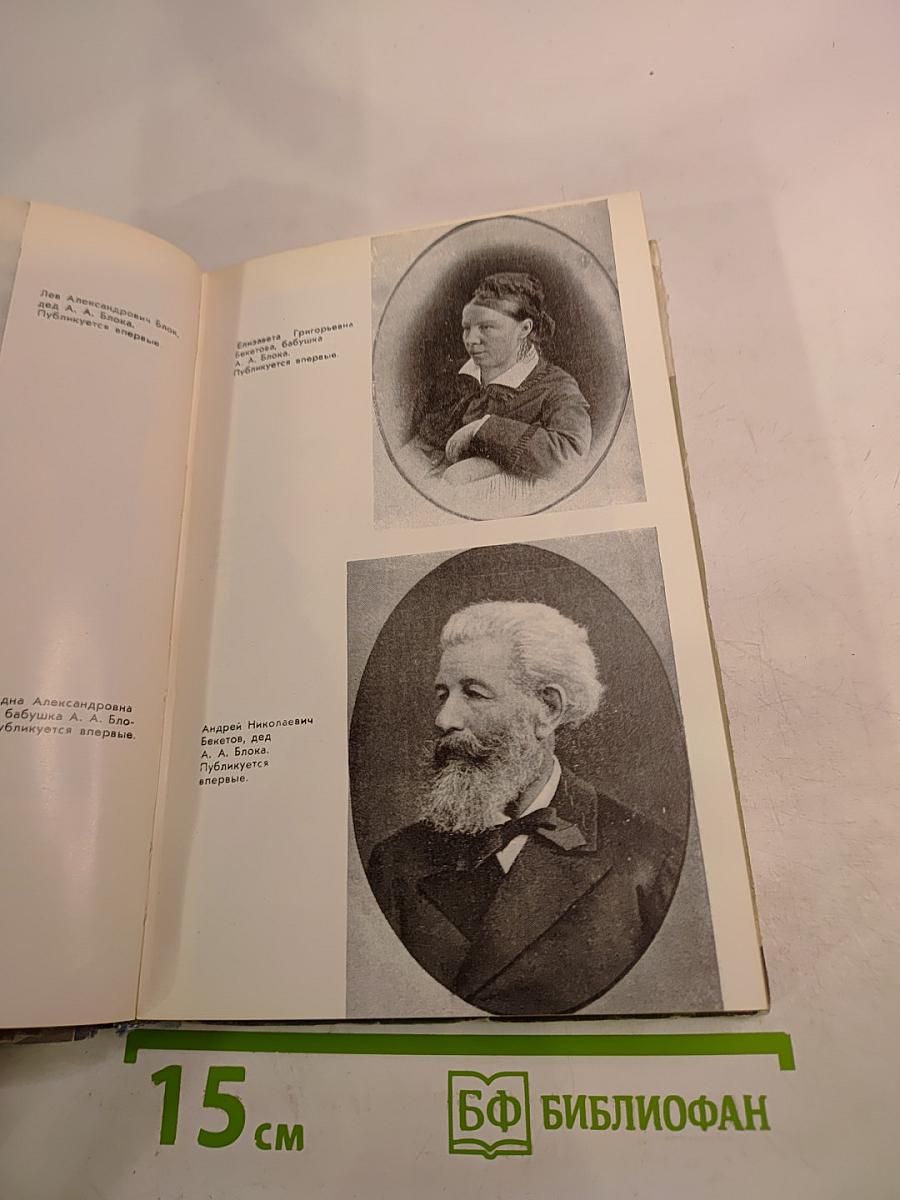 Лев Александрович Блок,
дед А. А. Блока.
Публикуется впервые
дна Александровна
бабушка А. А. Бло-
убликуется впервые.
Елизавета Григорьевна
Бекетова, бабушка
А. А. Блока.
Публикуется впервые.
Андрей Николаевич
Бекетов, дед
А. А. Блока.
Публикуется
впервые.
15 см
БФ БИБЛИОФАН